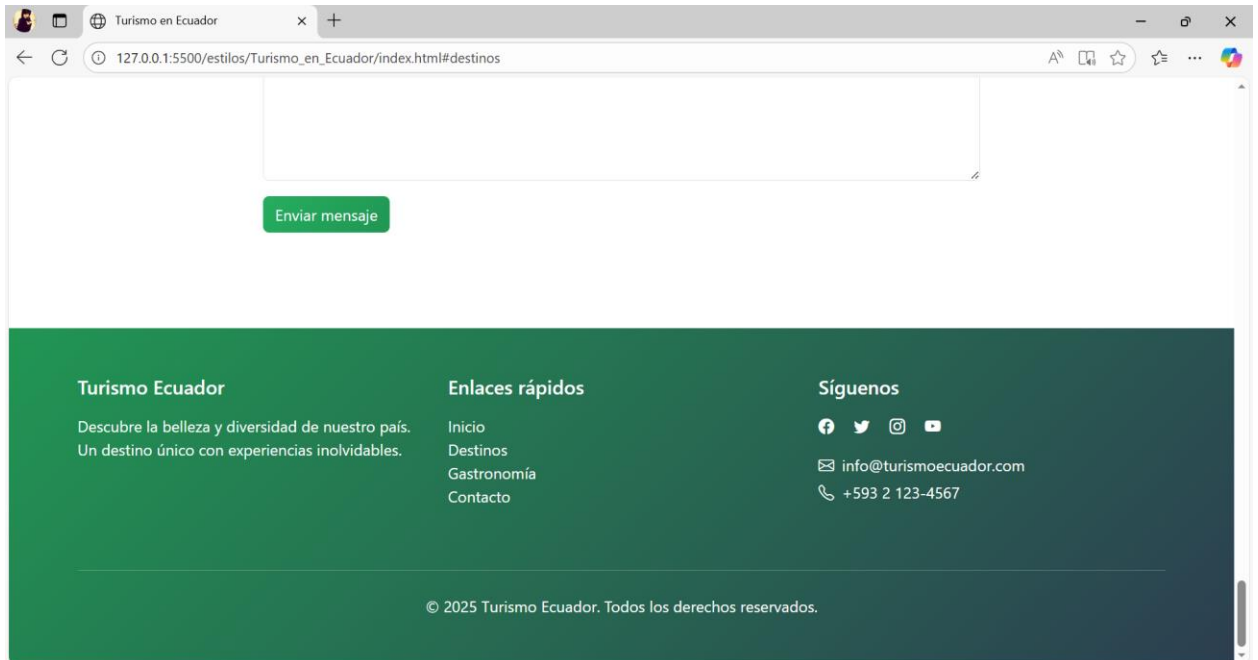 Turismo en Ecuador
127.0.0.1:5500/estilos/Turismo_en_Ecuador/index.html#destinos
Enviar mensaje
Turismo Ecuador
Descubre la belleza y diversidad de nuestro país.
Un destino único con experiencias inolvidables.
Enlaces rápidos
Inicio
Destinos
Gastronomía
Contacto
Síguenos
info@turismoecuador.com
+593 2 123-4567
© 2025 Turismo Ecuador. Todos los derechos reservados.